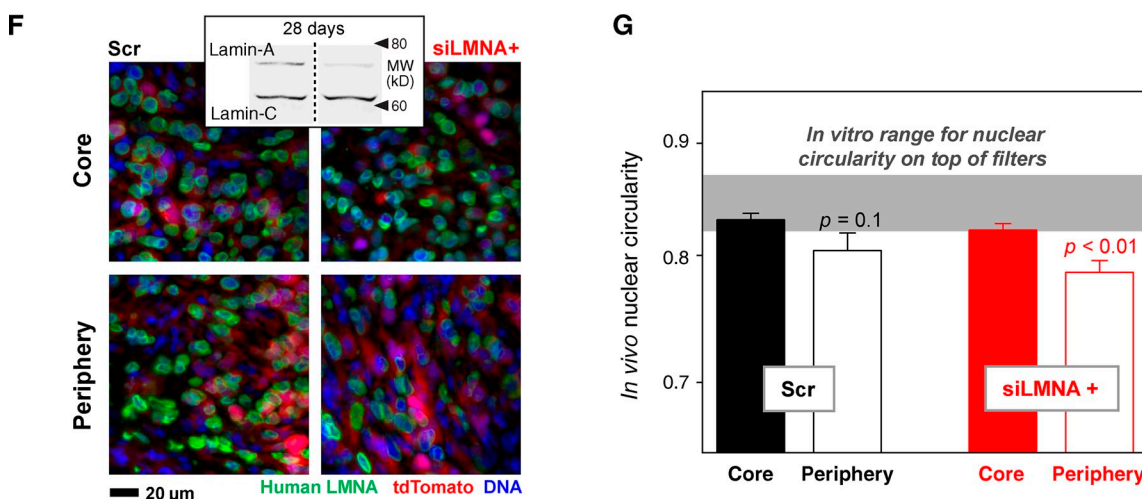 F
Scr
28 days
siLMNA+
Lamin-A
80
MW
(kD)
60
Lamin-C
Core
Periphery
20 µm
Human LMNA tdTomato DNA
G
In vivo nuclear circularity
0.9
0.8
0.7
In vitro range for nuclear
circularity on top of filters
p = 0.1
p < 0.01
Scr
siLMNA +
Core Periphery Core Periphery